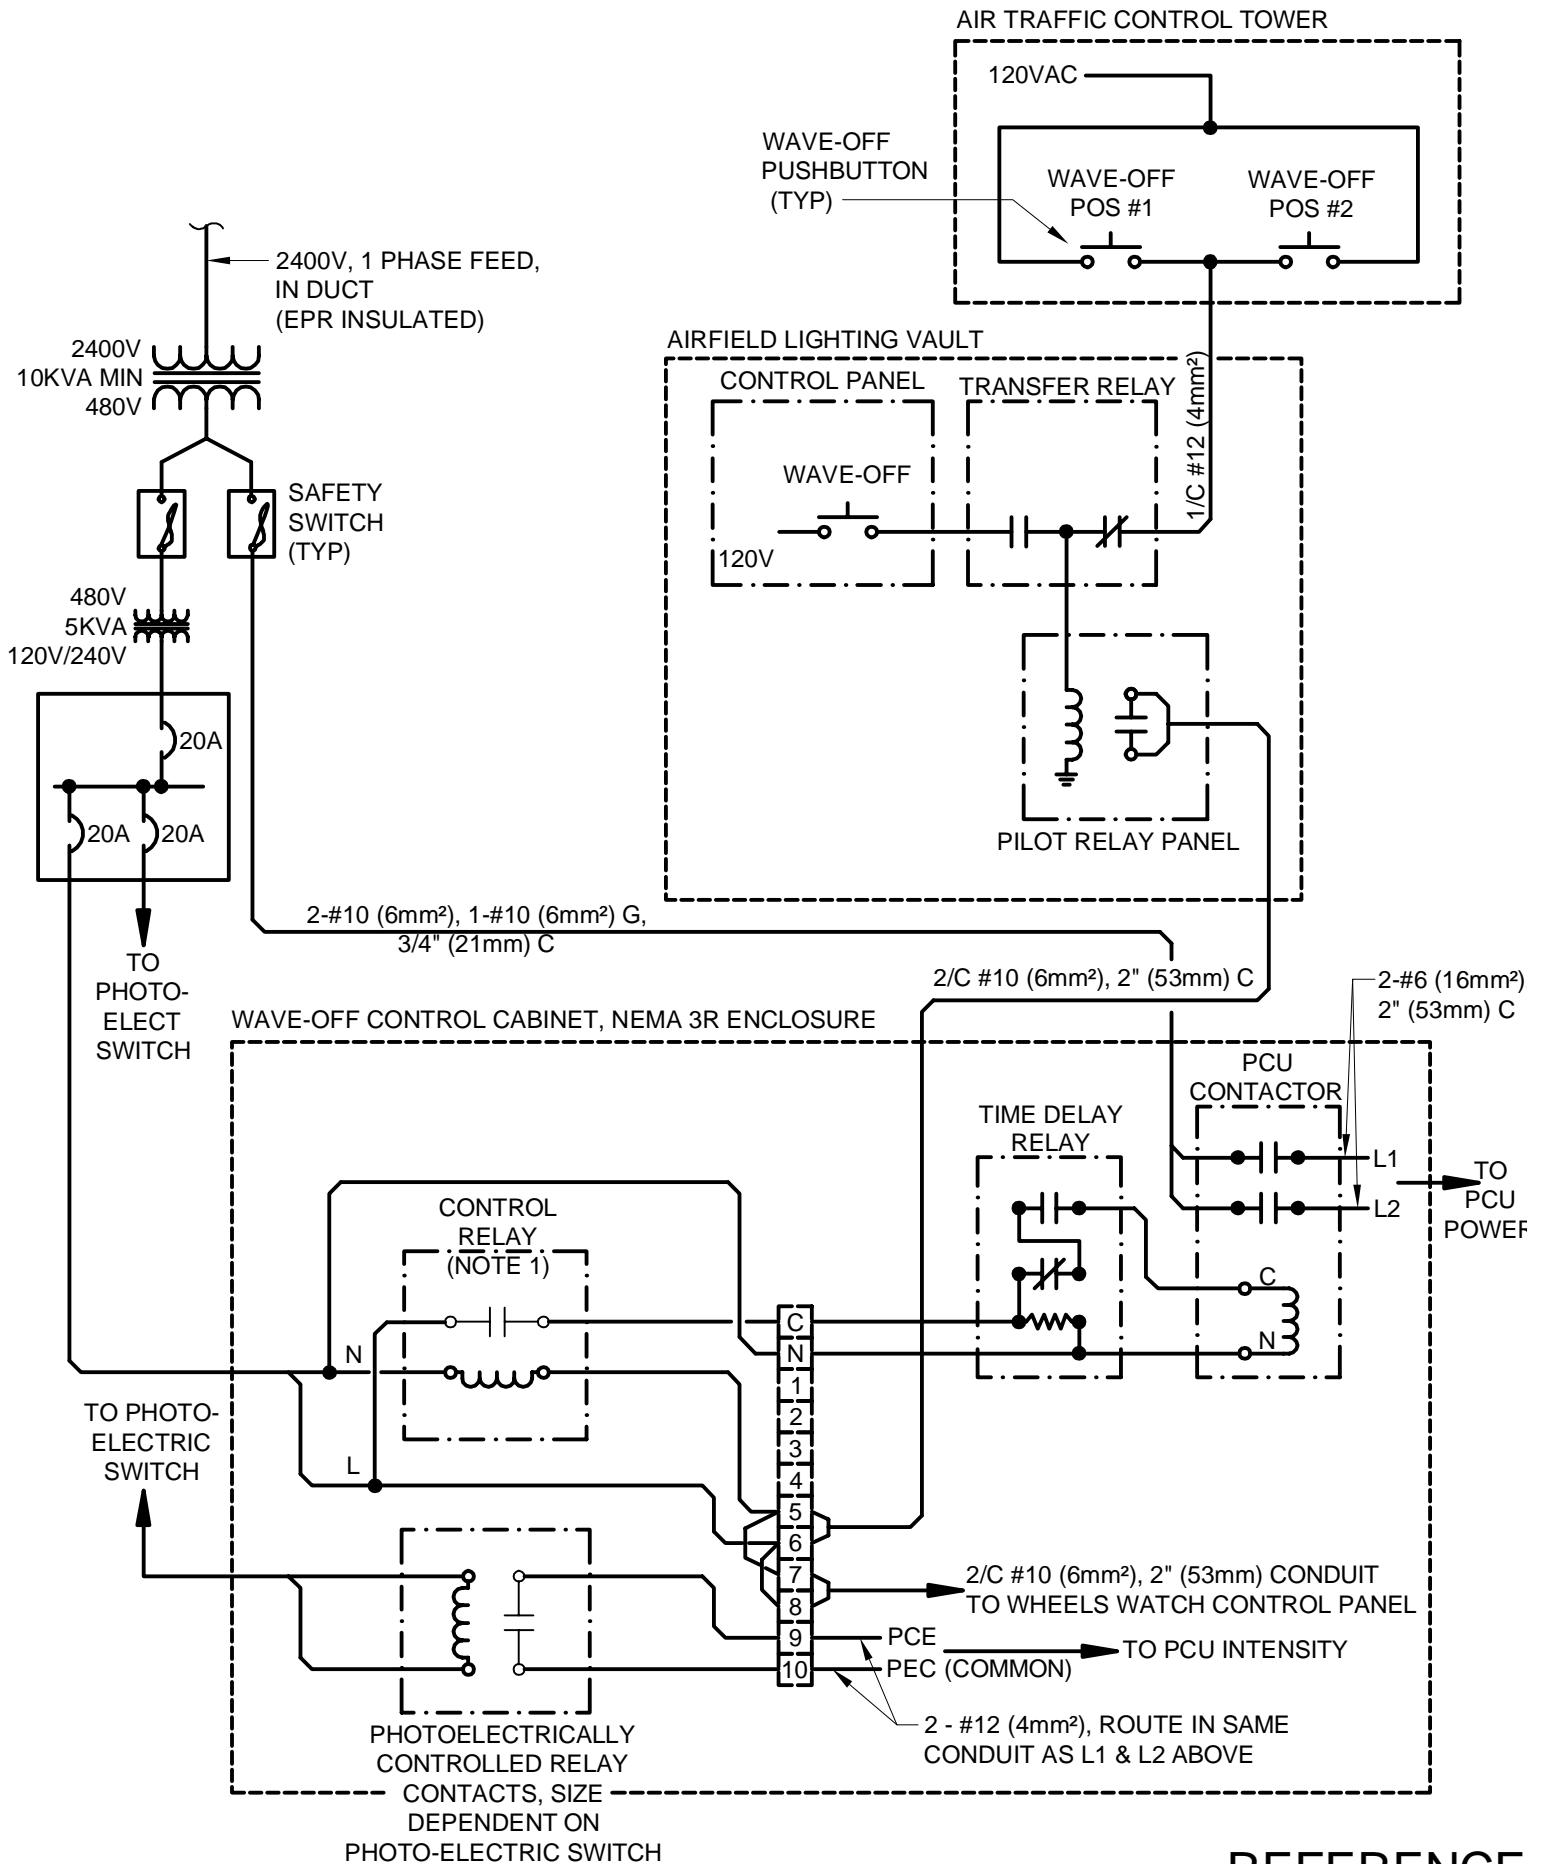 AIR TRAFFIC CONTROL TOWER
120VAC
WAVE-OFF
PUSHBUTTON
(TYP)
WAVE-OFF
POS #1
WAVE-OFF
POS #2
2400V, 1 PHASE FEED,
IN DUCT
(EPR INSULATED)
2400V
10KVA MIN
480V
AIRFIELD LIGHTING VAULT
CONTROL PANEL
TRANSFER RELAY
1/C #12 (4mm²)
WAVE-OFF
120V
SAFETY
SWITCH
(TYP)
480V
5KVA
120V/240V
20A
20A
20A
PILOT RELAY PANEL
2-#10 (6mm²), 1-#10 (6mm²) G,
3/4" (21mm) C
TO
PHOTO-
ELECT
SWITCH
2/C #10 (6mm²), 2" (53mm) C
2-#6 (16mm²)
2" (53mm) C
WAVE-OFF CONTROL CABINET, NEMA 3R ENCLOSURE
PCU
CONTACTOR
TIME DELAY
RELAY
L1
L2
TO
PCU
POWER
CONTROL
RELAY
(NOTE 1)
C
N
C
N
1
2
3
4
5
6
7
8
9
10
N
L
TO PHOTO-
ELECTRIC
SWITCH
2/C #10 (6mm²), 2" (53mm) CONDUIT
TO WHEELS WATCH CONTROL PANEL
PCE
PEC (COMMON)
TO PCU INTENSITY
2 - #12 (4mm²), ROUTE IN SAME
CONDUIT AS L1 & L2 ABOVE
PHOTOELECTRICALLY
CONTROLLED RELAY
CONTACTS, SIZE
DEPENDENT ON
PHOTO-ELECTRIC SWITCH